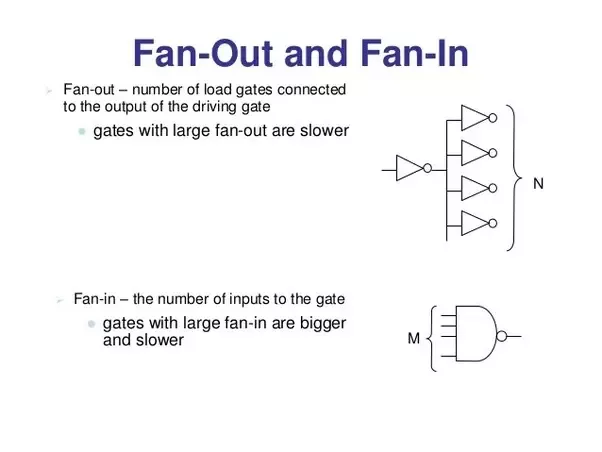 Fan-Out and Fan-In
Fan-out – number of load gates connected
to the output of the driving gate
gates with large fan-out are slower
N
Fan-in – the number of inputs to the gate
gates with large fan-in are bigger
and slower
M